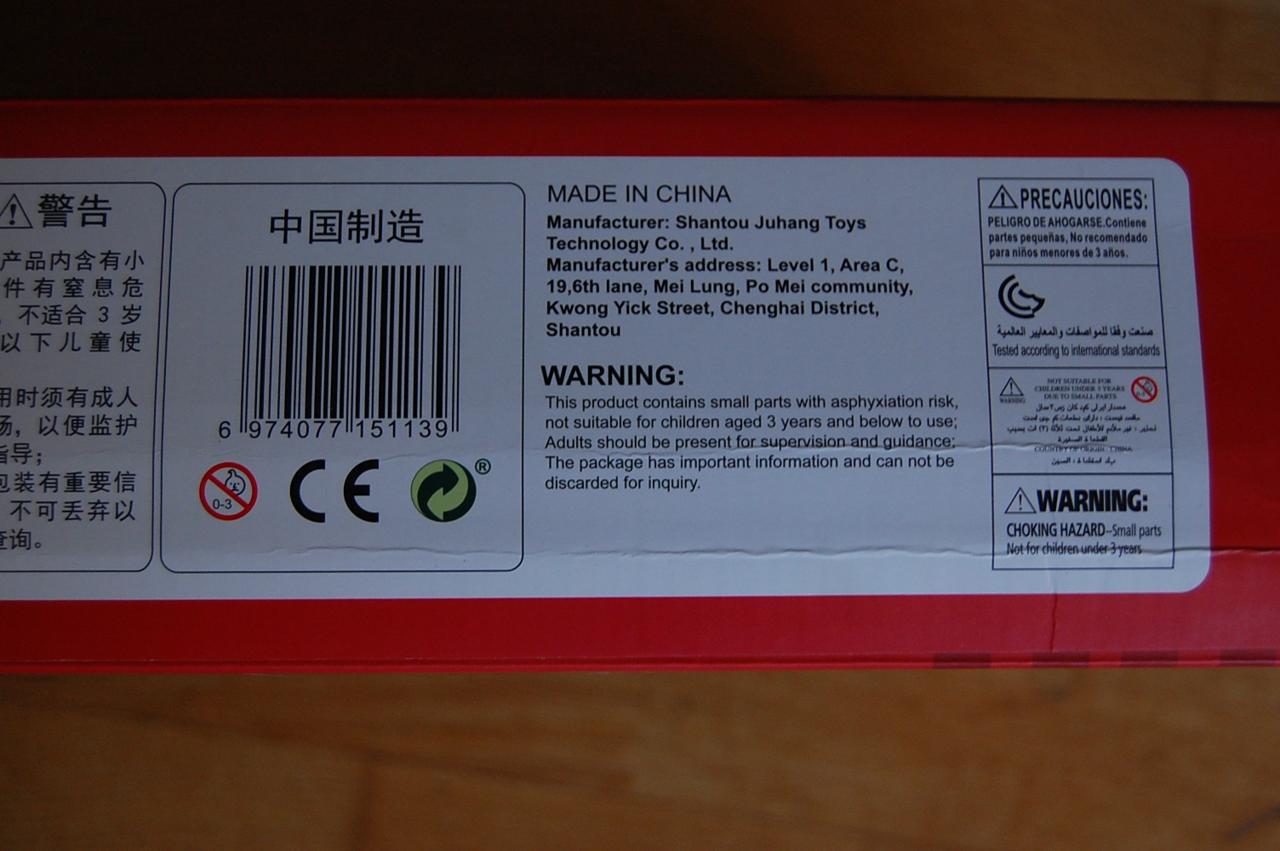 警告
产品内含有小
件有窒息危
不适合 3 岁
以下儿童使
用时须有成人
场，以便监护
指导；
包装有重要信
不可丢弃以
查询。
中国制造
6 974077 151139
0-3
CE
®
MADE IN CHINA
Manufacturer: Shantou Juhang Toys
Technology Co. , Ltd.
Manufacturer's address: Level 1, Area C,
19,6th lane, Mei Lung, Po Mei community,
Kwong Yick Street, Chenghai District,
Shantou
WARNING:
This product contains small parts with asphyxiation risk,
not suitable for children aged 3 years and below to use;
Adults should be present for supervision and guidance;
The package has important information and can not be
discarded for inquiry.
PRECAUCIONES:
PELIGRO DE AHOGARSE.Contiene
partes pequeñas, No recomendado
para niños menores de 3 años.
صنعت وفقا للمواصفات والمعايير العالمية
Tested according to international standards
WARNING
NOT SUITABLE FOR
CHILDREN UNDER 3 YEARS
DUE TO SMALL PARTS
COUNTRY OF ORIGIN : CHINA
WARNING:
CHOKING HAZARD–Small parts
Not for children under 3 years